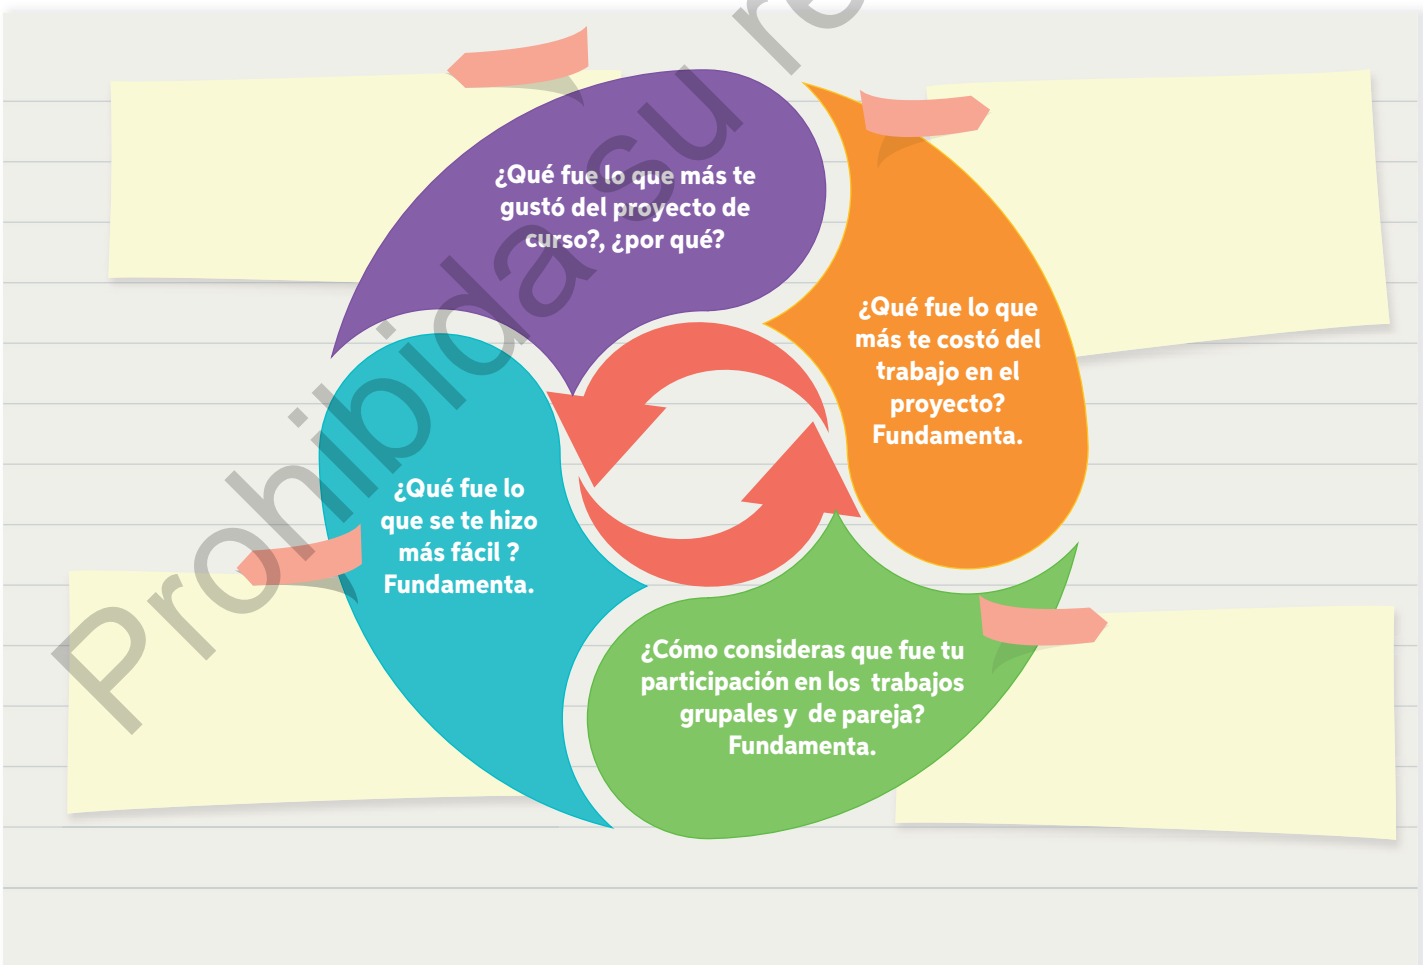 ¿Qué fue lo que más te
gustó del proyecto de
curso?, ¿por qué?
¿Qué fue lo que
más te costó del
trabajo en el
proyecto?
Fundamenta.
¿Qué fue lo
que se te hizo
más fácil ?
Fundamenta.
¿Cómo consideras que fue tu
participación en los trabajos
grupales y de pareja?
Fundamenta.
Prohibida su re